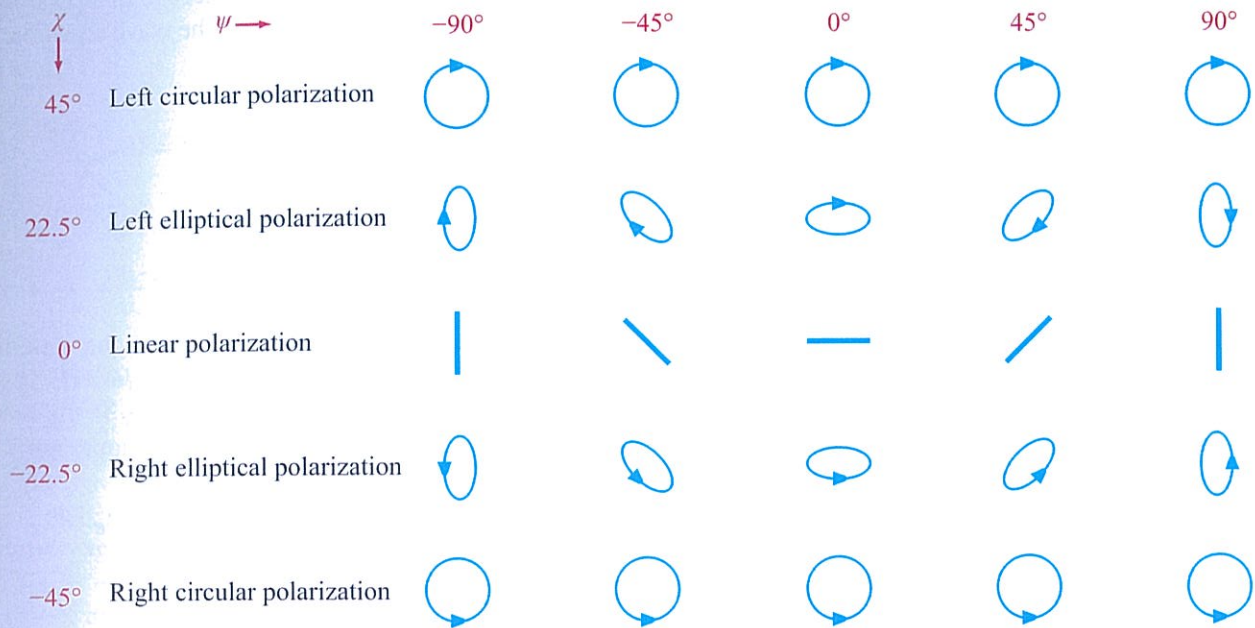 χ ψ → −90° −45° 0° 45° 90°
↓
45° Left circular polarization
22.5° Left elliptical polarization
0° Linear polarization
−22.5° Right elliptical polarization
−45° Right circular polarization